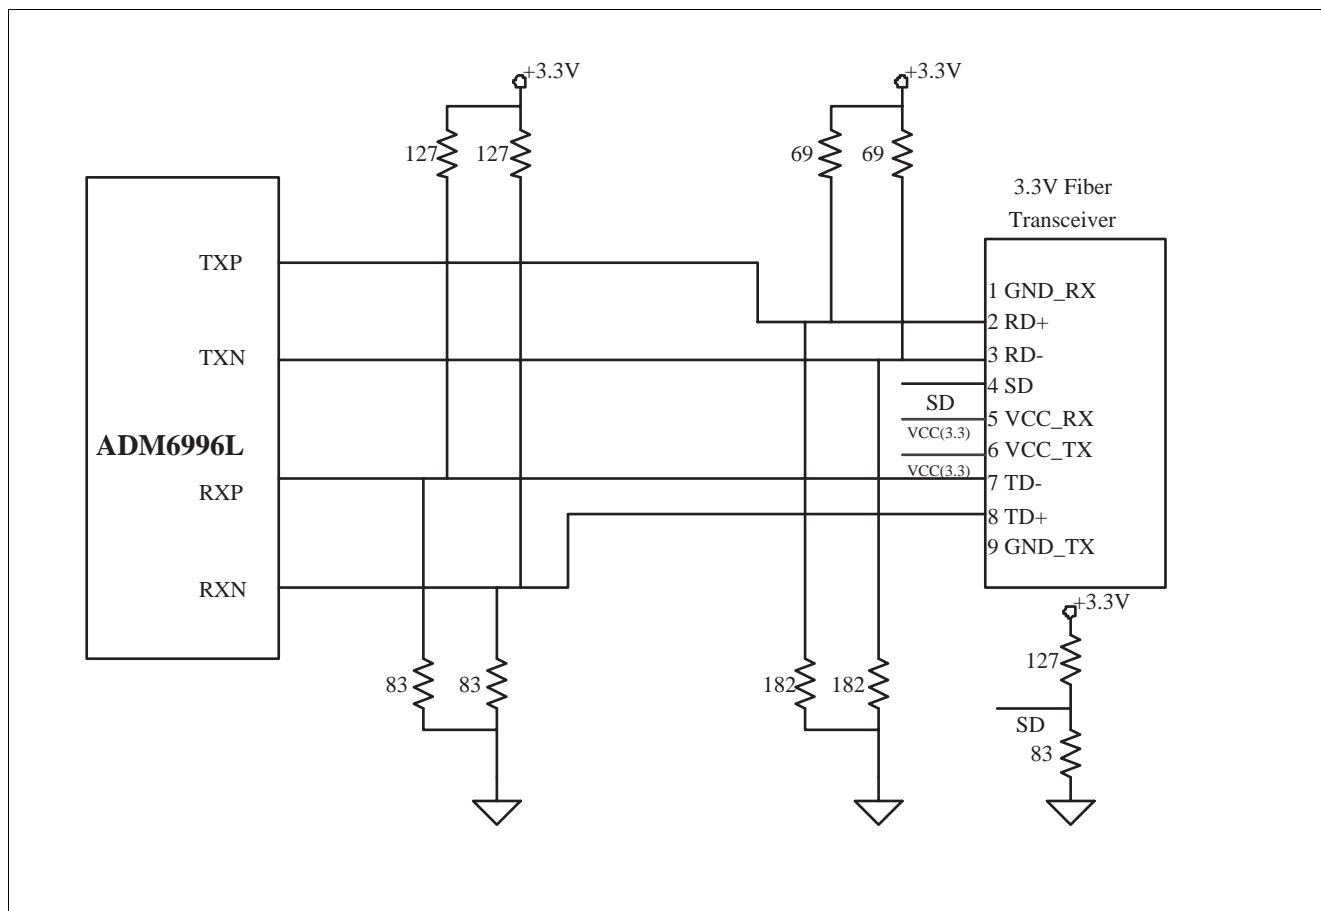 +3.3V
+3.3V
127
127
69
69
3.3V Fiber
Transceiver
TXP
TXN
ADM6996L
RXP
RXN
1 GND_RX
2 RD+
3 RD-
4 SD
5 VCC_RX
6 VCC_TX
7 TD-
8 TD+
9 GND_TX
SD
VCC(3.3)
VCC(3.3)
83
83
182
182
+3.3V
127
SD
83